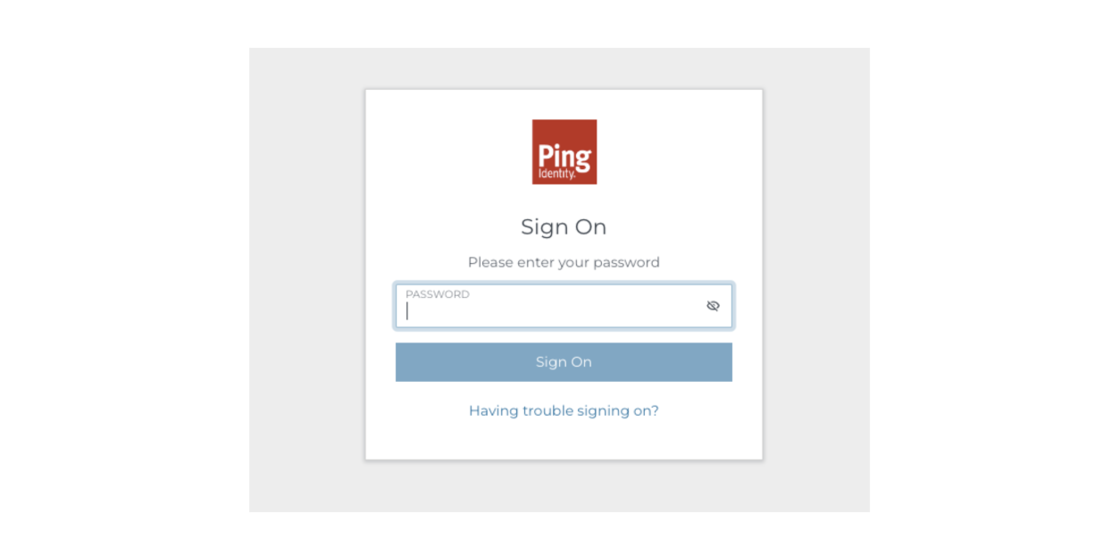 Ping
Identity.
Sign On
Please enter your password
PASSWORD
Sign On
Having trouble signing on?